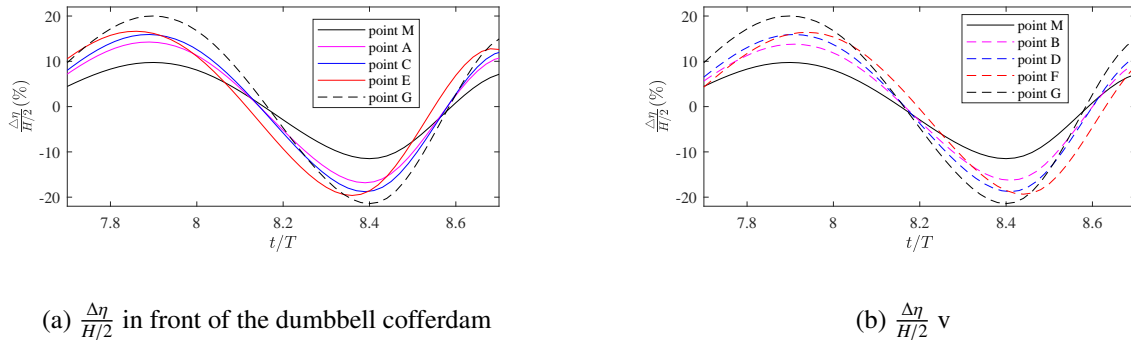 20
10
0
-10
-20
△η/H/2 (%)
7.8
8
8.2
8.4
8.6
t/T
point M
point A
point C
point E
point G
20
10
0
-10
-20
△η/H/2 (%)
7.8
8
8.2
8.4
8.6
t/T
point M
point B
point D
point F
point G
(a) Δη/H/2 in front of the dumbbell cofferdam
(b) Δη/H/2 v